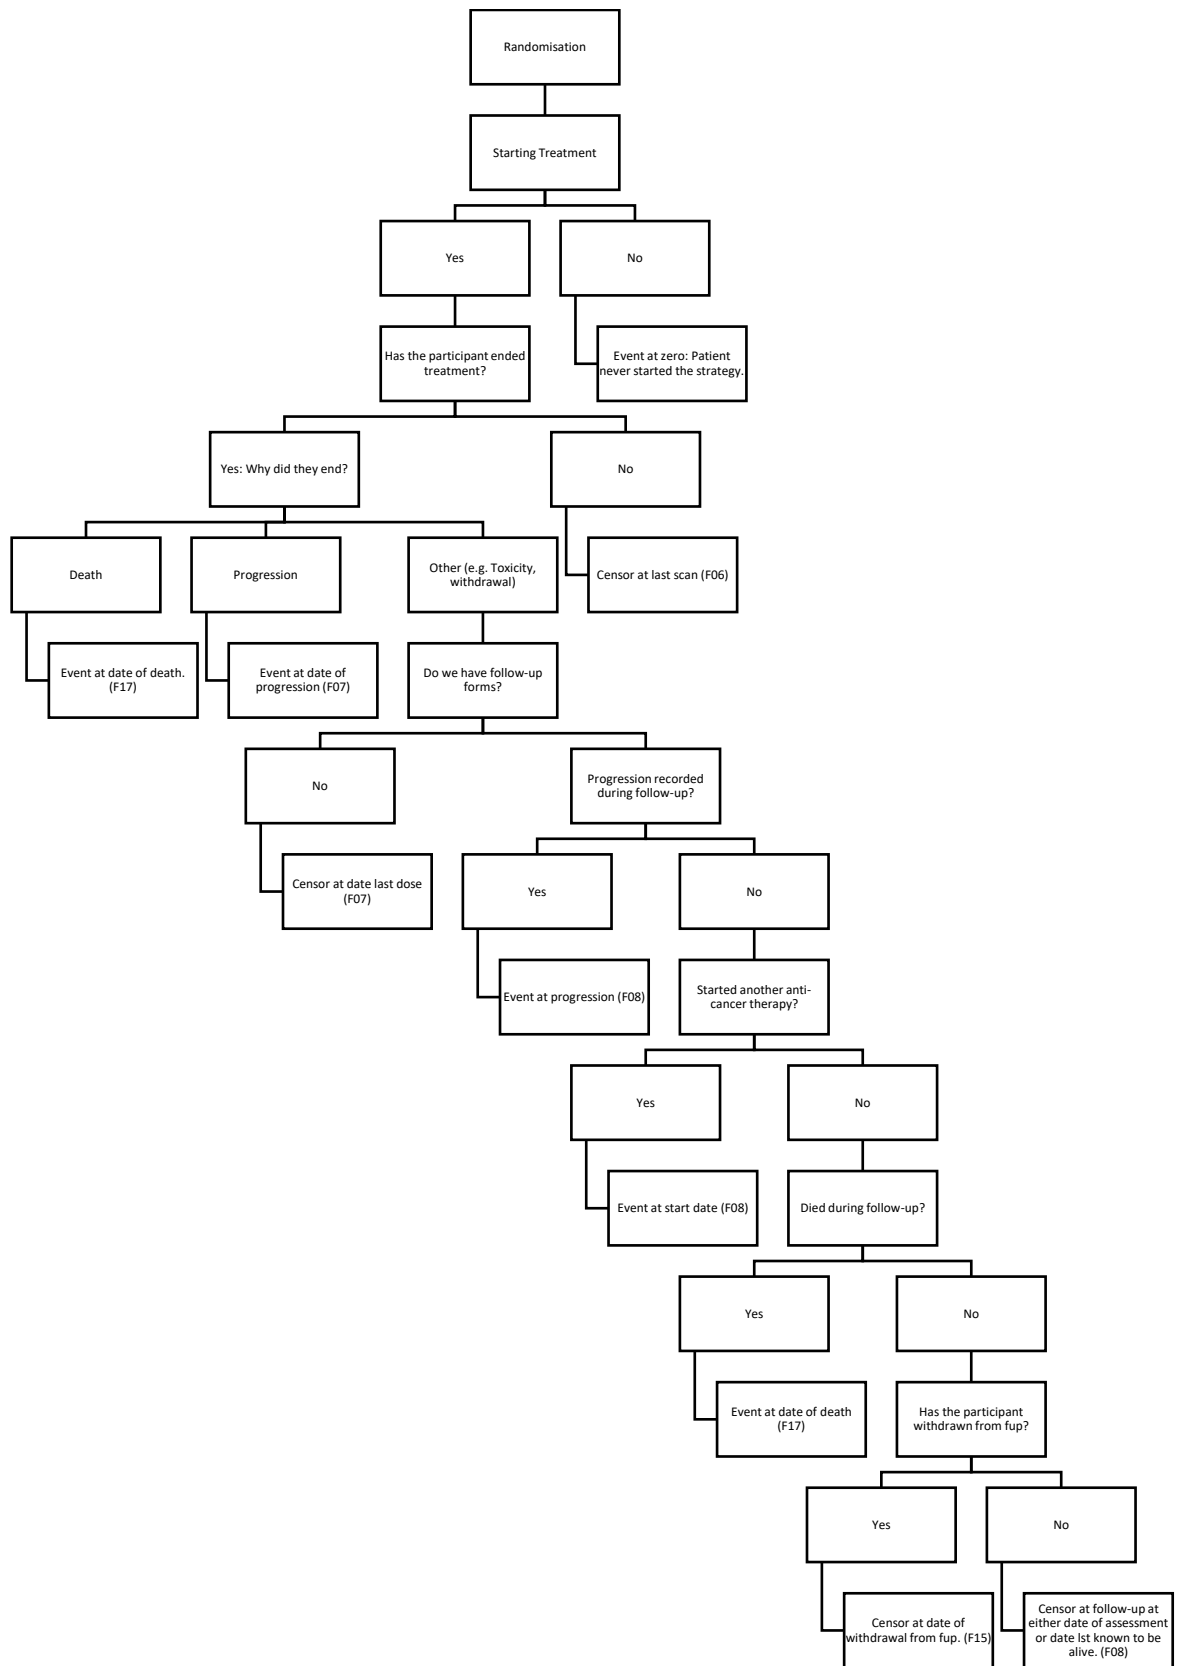 Randomisation
Starting Treatment
Yes
No
Has the participant ended
treatment?
Event at zero: Patient
never started the strategy.
Yes: Why did they end?
No
Death
Progression
Other (e.g. Toxicity,
withdrawal)
Censor at last scan (F06)
Event at date of death.
(F17)
Event at date of
progression (F07)
Do we have follow-up
forms?
No
Progression recorded
during follow-up?
Censor at date last dose
(F07)
Yes
No
Event at progression (F08)
Started another anti-
cancer therapy?
Yes
No
Event at start date (F08)
Died during follow-up?
Yes
No
Event at date of death
(F17)
Has the participant
withdrawn from fup?
Yes
No
Censor at date of
withdrawal from fup. (F15)
Censor at follow-up at
either date of assessment
or date lst known to be
alive. (F08)